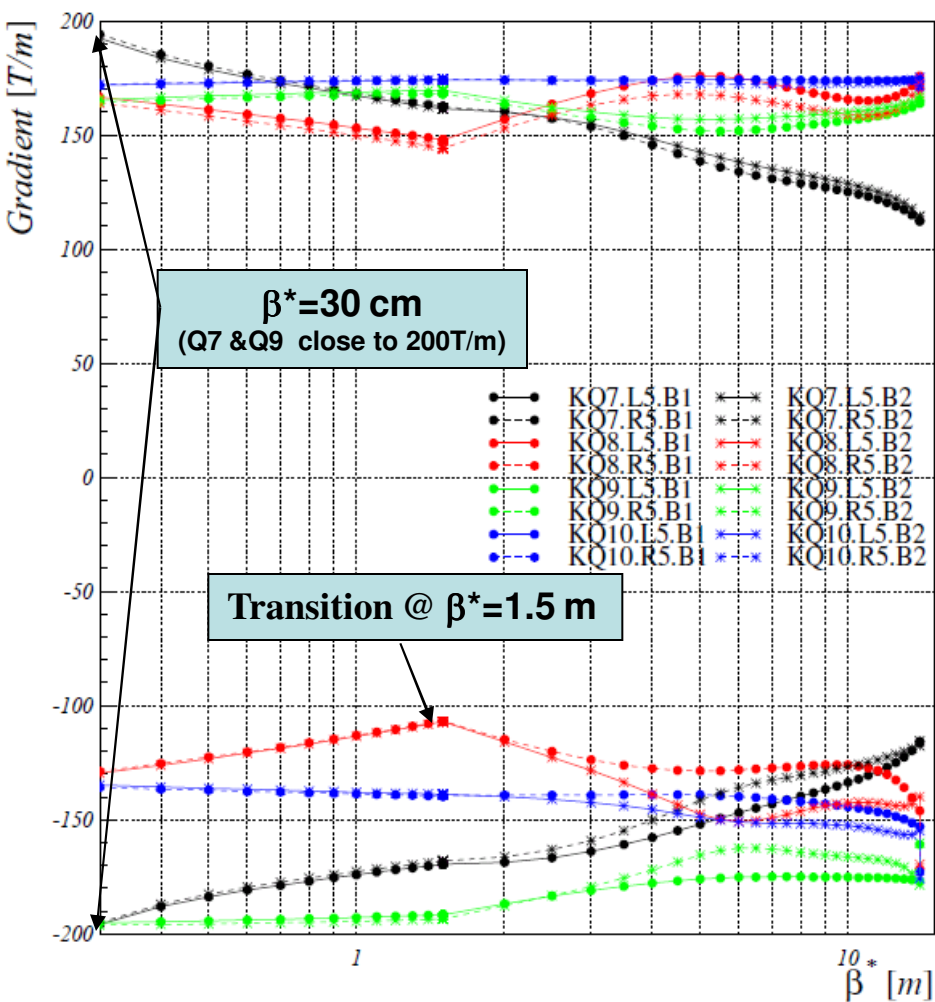 Gradient [T/m]
200
150
100
50
0
-50
-100
-150
-200
β*=30 cm
(Q7 &Q9 close to 200T/m)
KQ7.L5.B1 KQ7.L5.B2
KQ7.R5.B1 KQ7.R5.B2
KQ8.L5.B1 KQ8.L5.B2
KQ8.R5.B1 KQ8.R5.B2
KQ9.L5.B1 KQ9.L5.B2
KQ9.R5.B1 KQ9.R5.B2
KQ10.L5.B1 KQ10.L5.B2
KQ10.R5.B1 KQ10.R5.B2
Transition @ β*=1.5 m
1 10
β* [m]